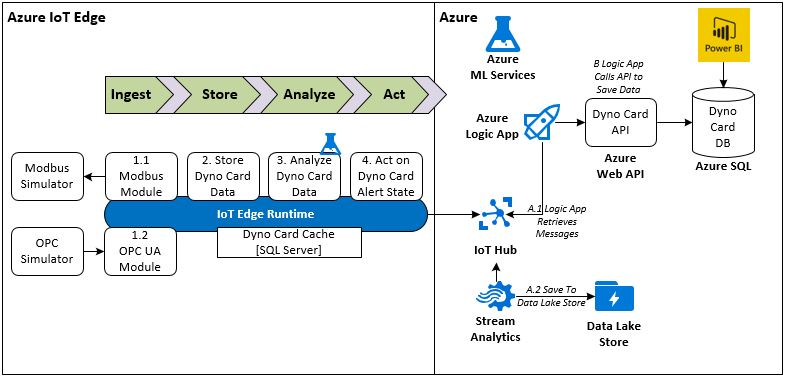 Azure IoT Edge
Ingest
Store
Analyze
Act
Modbus
Simulator
1.1
Modbus
Module
2. Store
Dyno Card
Data
3. Analyze
Dyno Card
Data
4. Act on
Dyno Card
Alert State
IoT Edge Runtime
OPC
Simulator
1.2
OPC UA
Module
Dyno Card Cache
[SQL Server]
Azure
Azure
ML Services
B Logic App
Calls API to
Save Data
Power BI
Azure
Logic App
Dyno Card
API
Azure
Web API
Dyno
Card
DB
Azure SQL
A.1 Logic App
Retrieves
Messages
IoT Hub
A.2 Save To
Data Lake Store
Stream
Analytics
Data Lake
Store